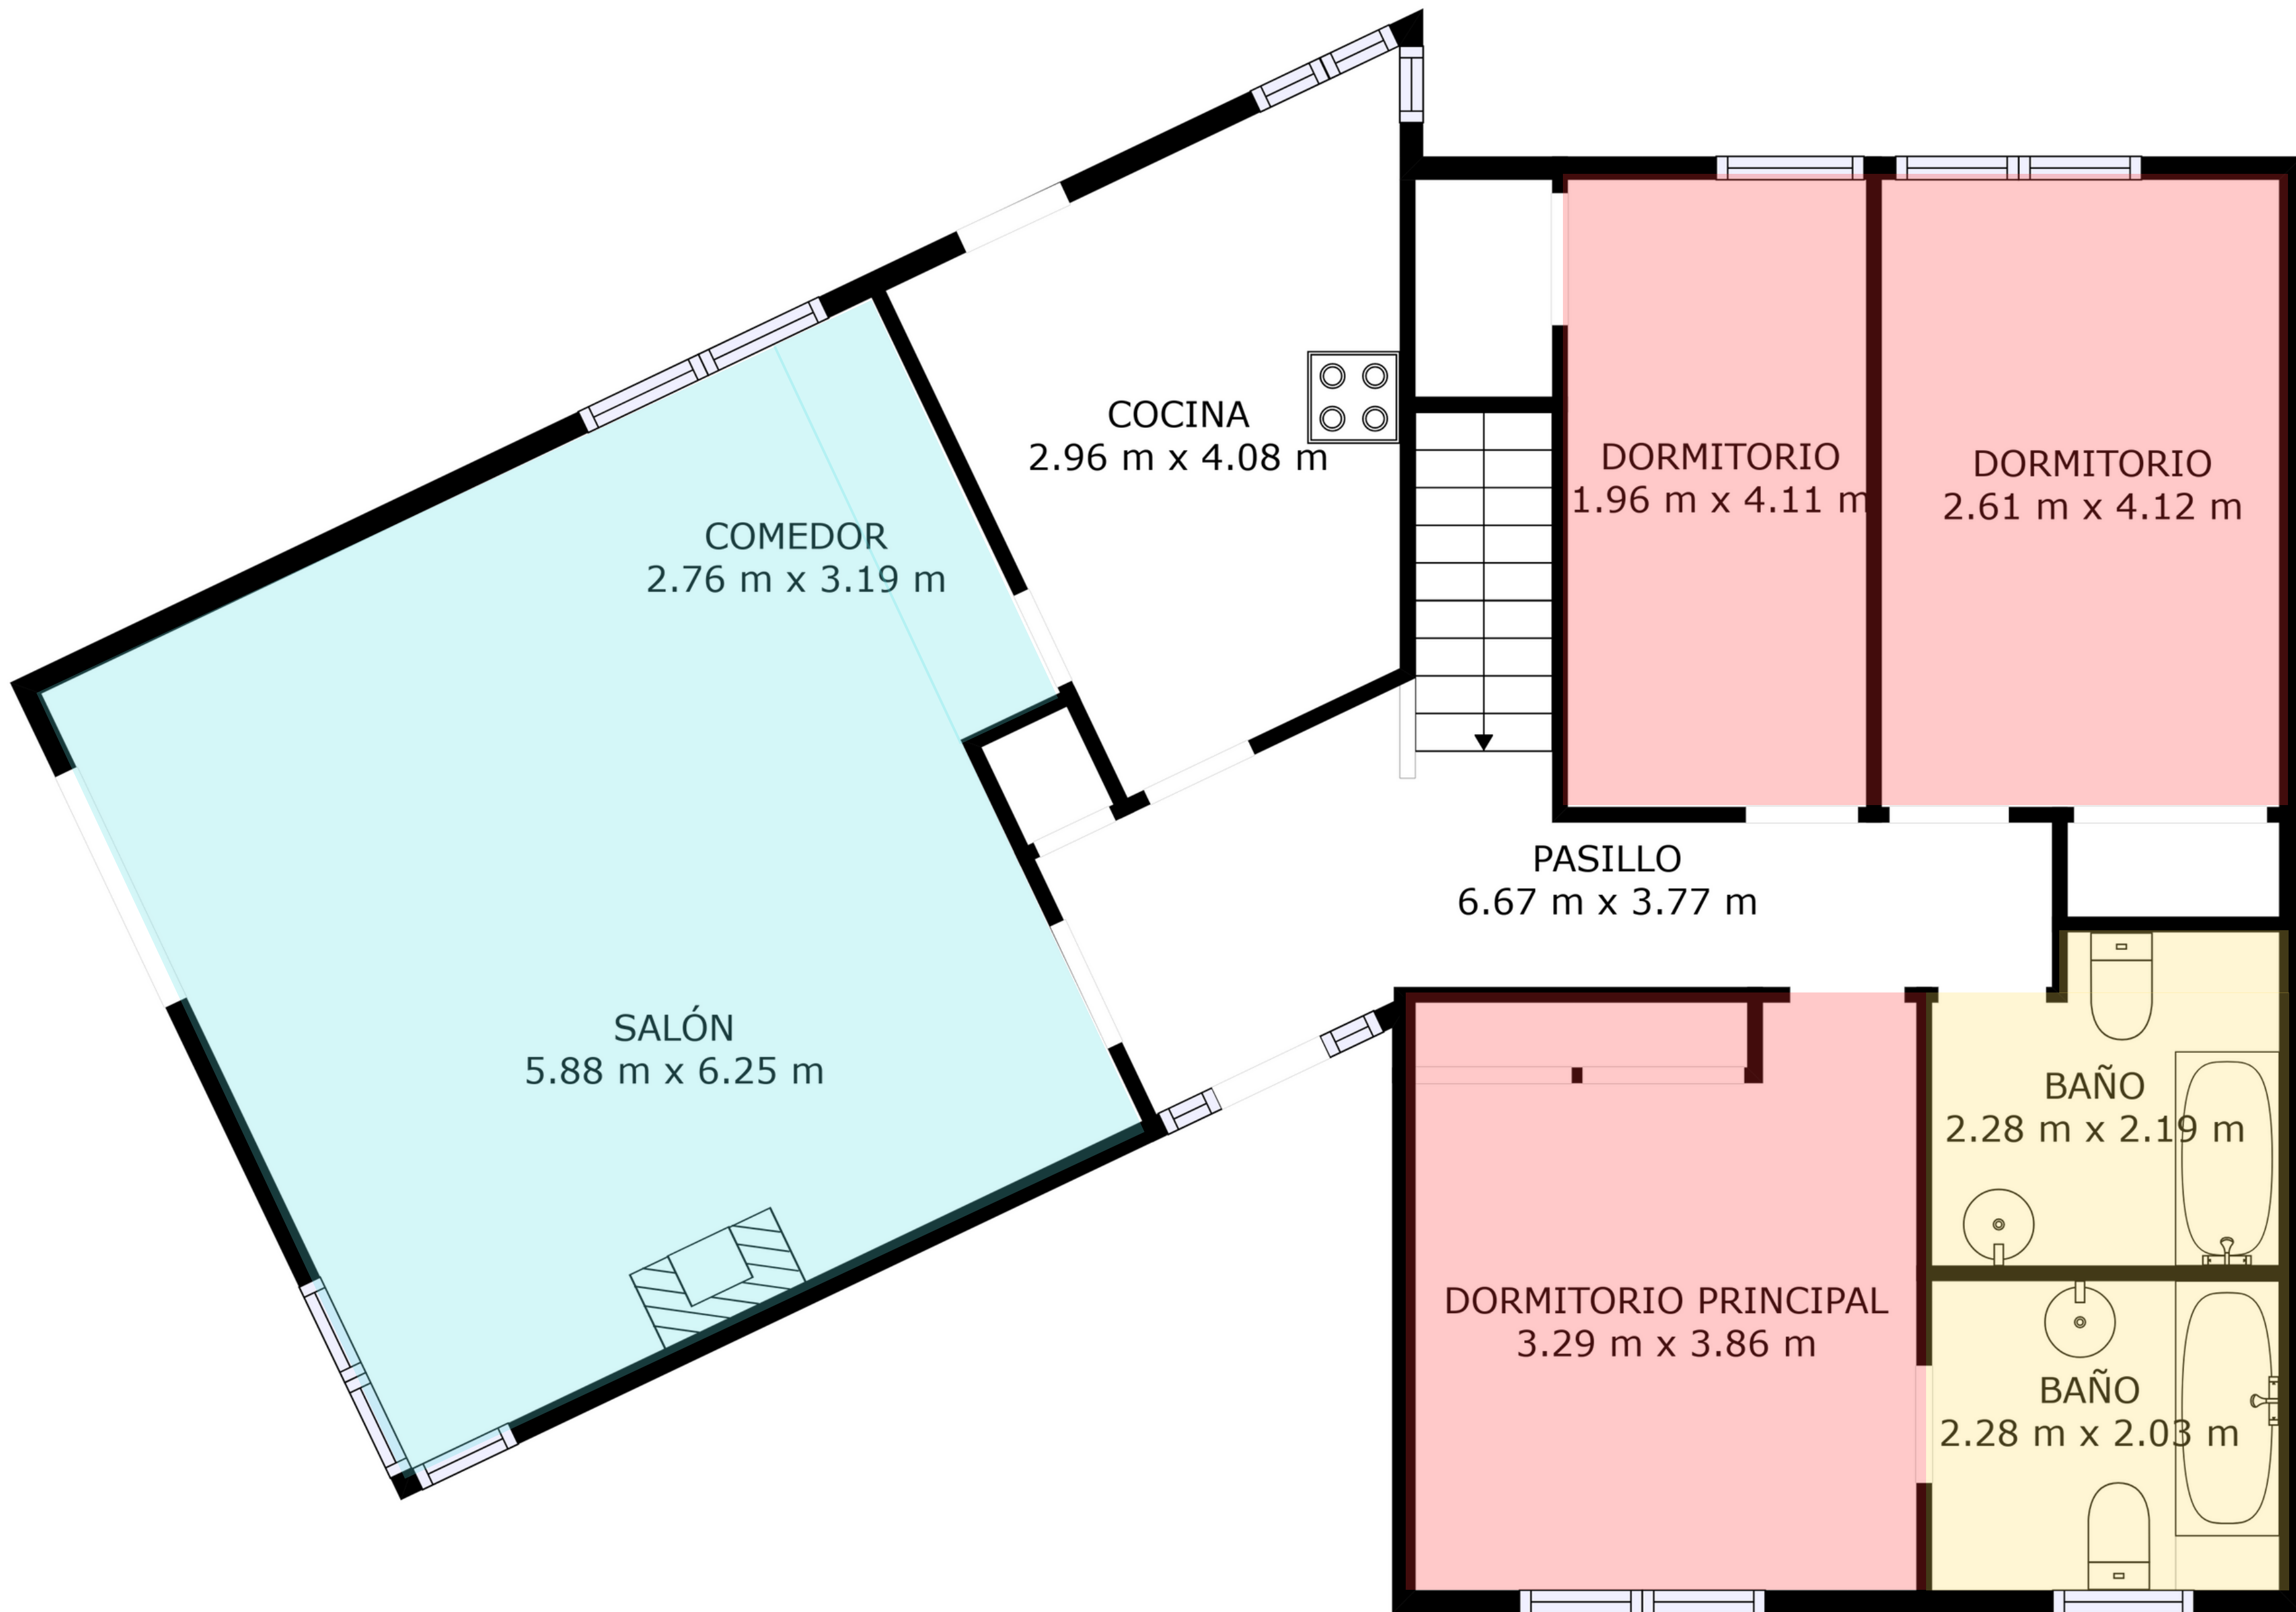 COCINA
2.96 m x 4.08 m
DORMITORIO
1.96 m x 4.11 m
DORMITORIO
2.61 m x 4.12 m
COMEDOR
2.76 m x 3.19 m
PASILLO
6.67 m x 3.77 m
SALÓN
5.88 m x 6.25 m
BAÑO
2.28 m x 2.19 m
DORMITORIO PRINCIPAL
3.29 m x 3.86 m
BAÑO
2.28 m x 2.03 m